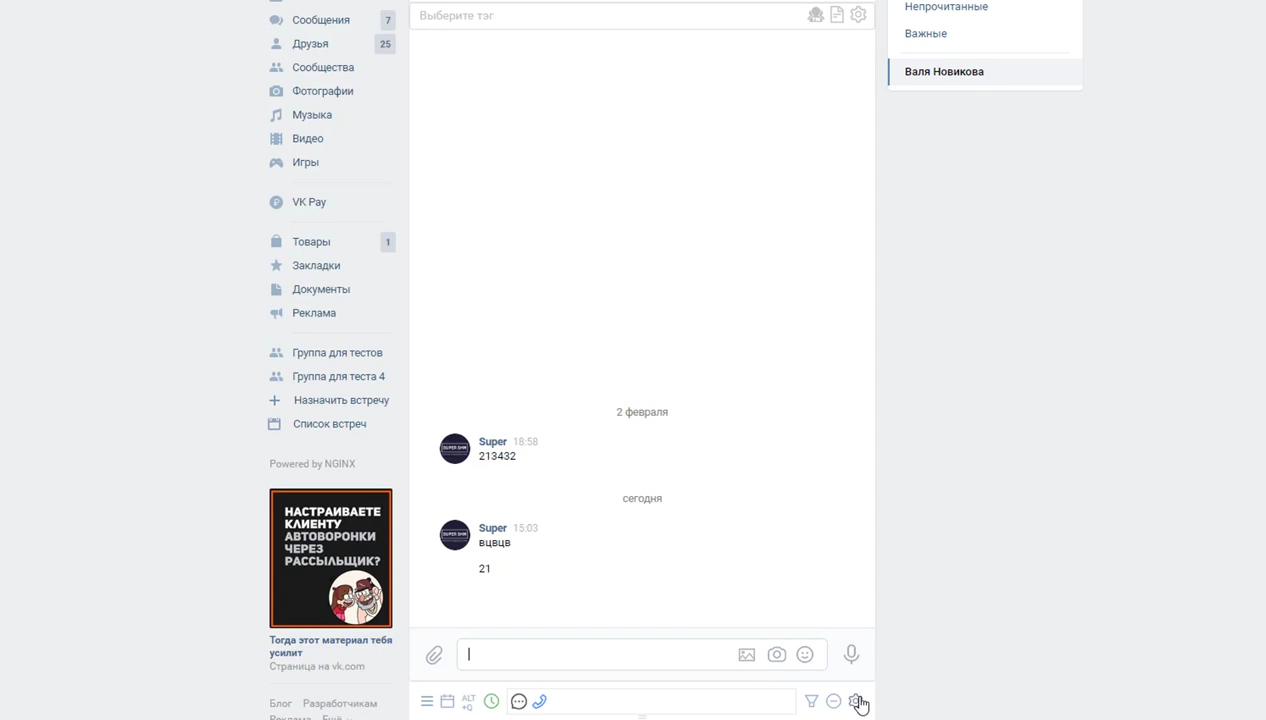 Сообщения 7
Друзья 25
Сообщества
Фотографии
Музыка
Видео
Игры
VK Pay
Товары 1
Закладки
Документы
Реклама
Группа для тестов
Группа для теста 4
Назначить встречу
Список встреч
Powered by NGINX
НАСТРАИВАЕТЕ
КЛИЕНТУ
АВТОВОРОНКИ
ЧЕРЕЗ
РАССЫЛЬЩИК?
Тогда этот материал тебя
усилит
Страница на vk.com
Блог Разработчикам
Реклама Ещё
Выберите тэг
2 февраля
Super 18:58
213432
сегодня
Super 15:03
вцвцв
21
ALT
+Q
Непрочитанные
Важные
Валя Новикова